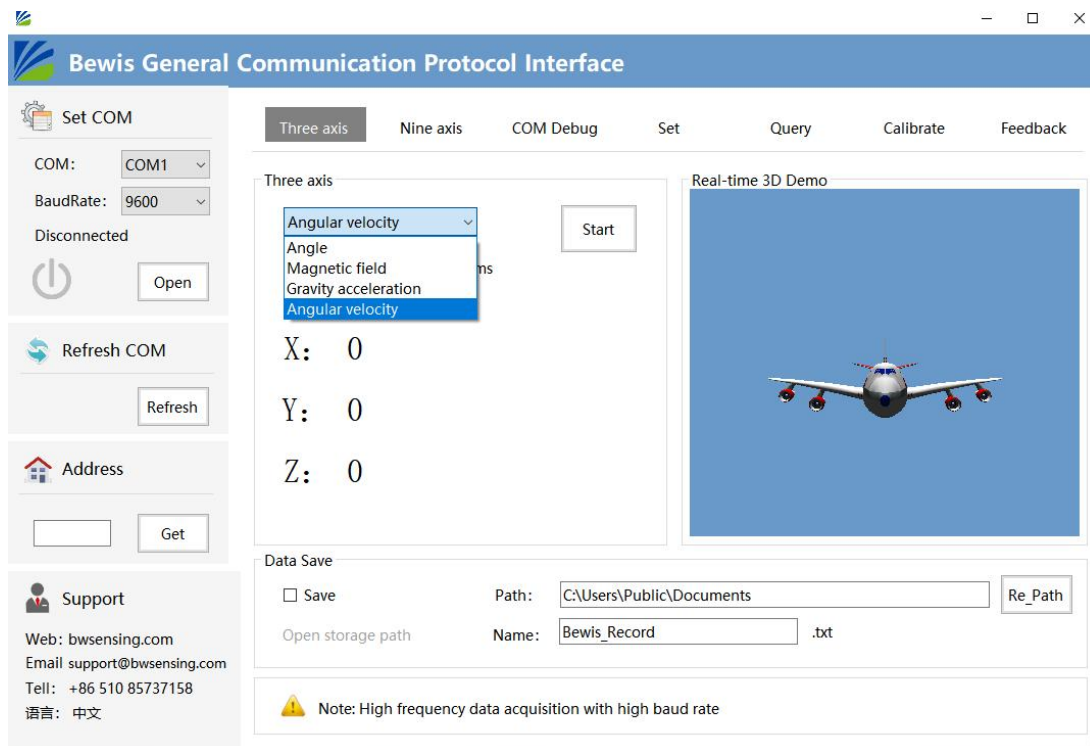 Bewis General Communication Protocol Interface
Set COM
COM: COM1
BaudRate: 9600
Disconnected
Open
Refresh COM
Refresh
Address
Get
Support
Web: bwsensing.com
Email support@bwsensing.com
Tell: +86 510 85737158
语言: 中文
Three axis Nine axis COM Debug Set Query Calibrate Feedback
Three axis
Angular velocity
Start
Angle
Magnetic field
ms
Gravity acceleration
Angular velocity
X: 0
Y: 0
Z: 0
Real-time 3D Demo
Data Save
Save Path: C:\Users\Public\Documents Re_Path
Open storage path Name: Bewis_Record .txt
Note: High frequency data acquisition with high baud rate